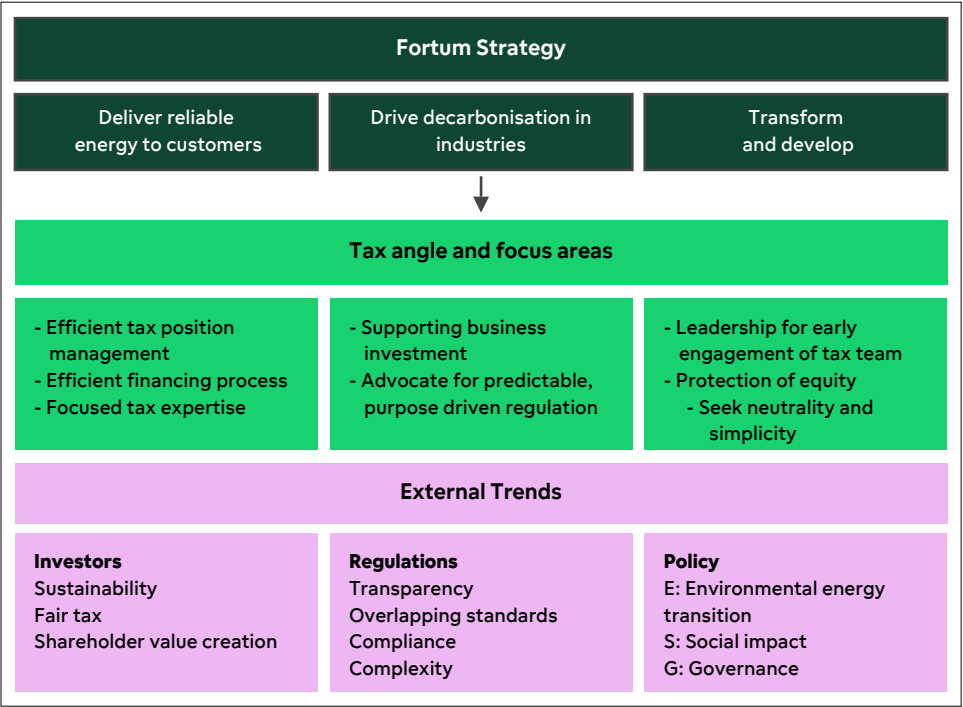 Fortum Strategy
Deliver reliable
energy to customers
Drive decarbonisation in
industries
Transform
and develop
Tax angle and focus areas
- Efficient tax position
management
- Efficient financing process
- Focused tax expertise
- Supporting business
investment
- Advocate for predictable,
purpose driven regulation
- Leadership for early
engagement of tax team
- Protection of equity
- Seek neutrality and
simplicity
External Trends
Investors
Sustainability
Fair tax
Shareholder value creation
Regulations
Transparency
Overlapping standards
Compliance
Complexity
Policy
E: Environmental energy
transition
S: Social impact
G: Governance